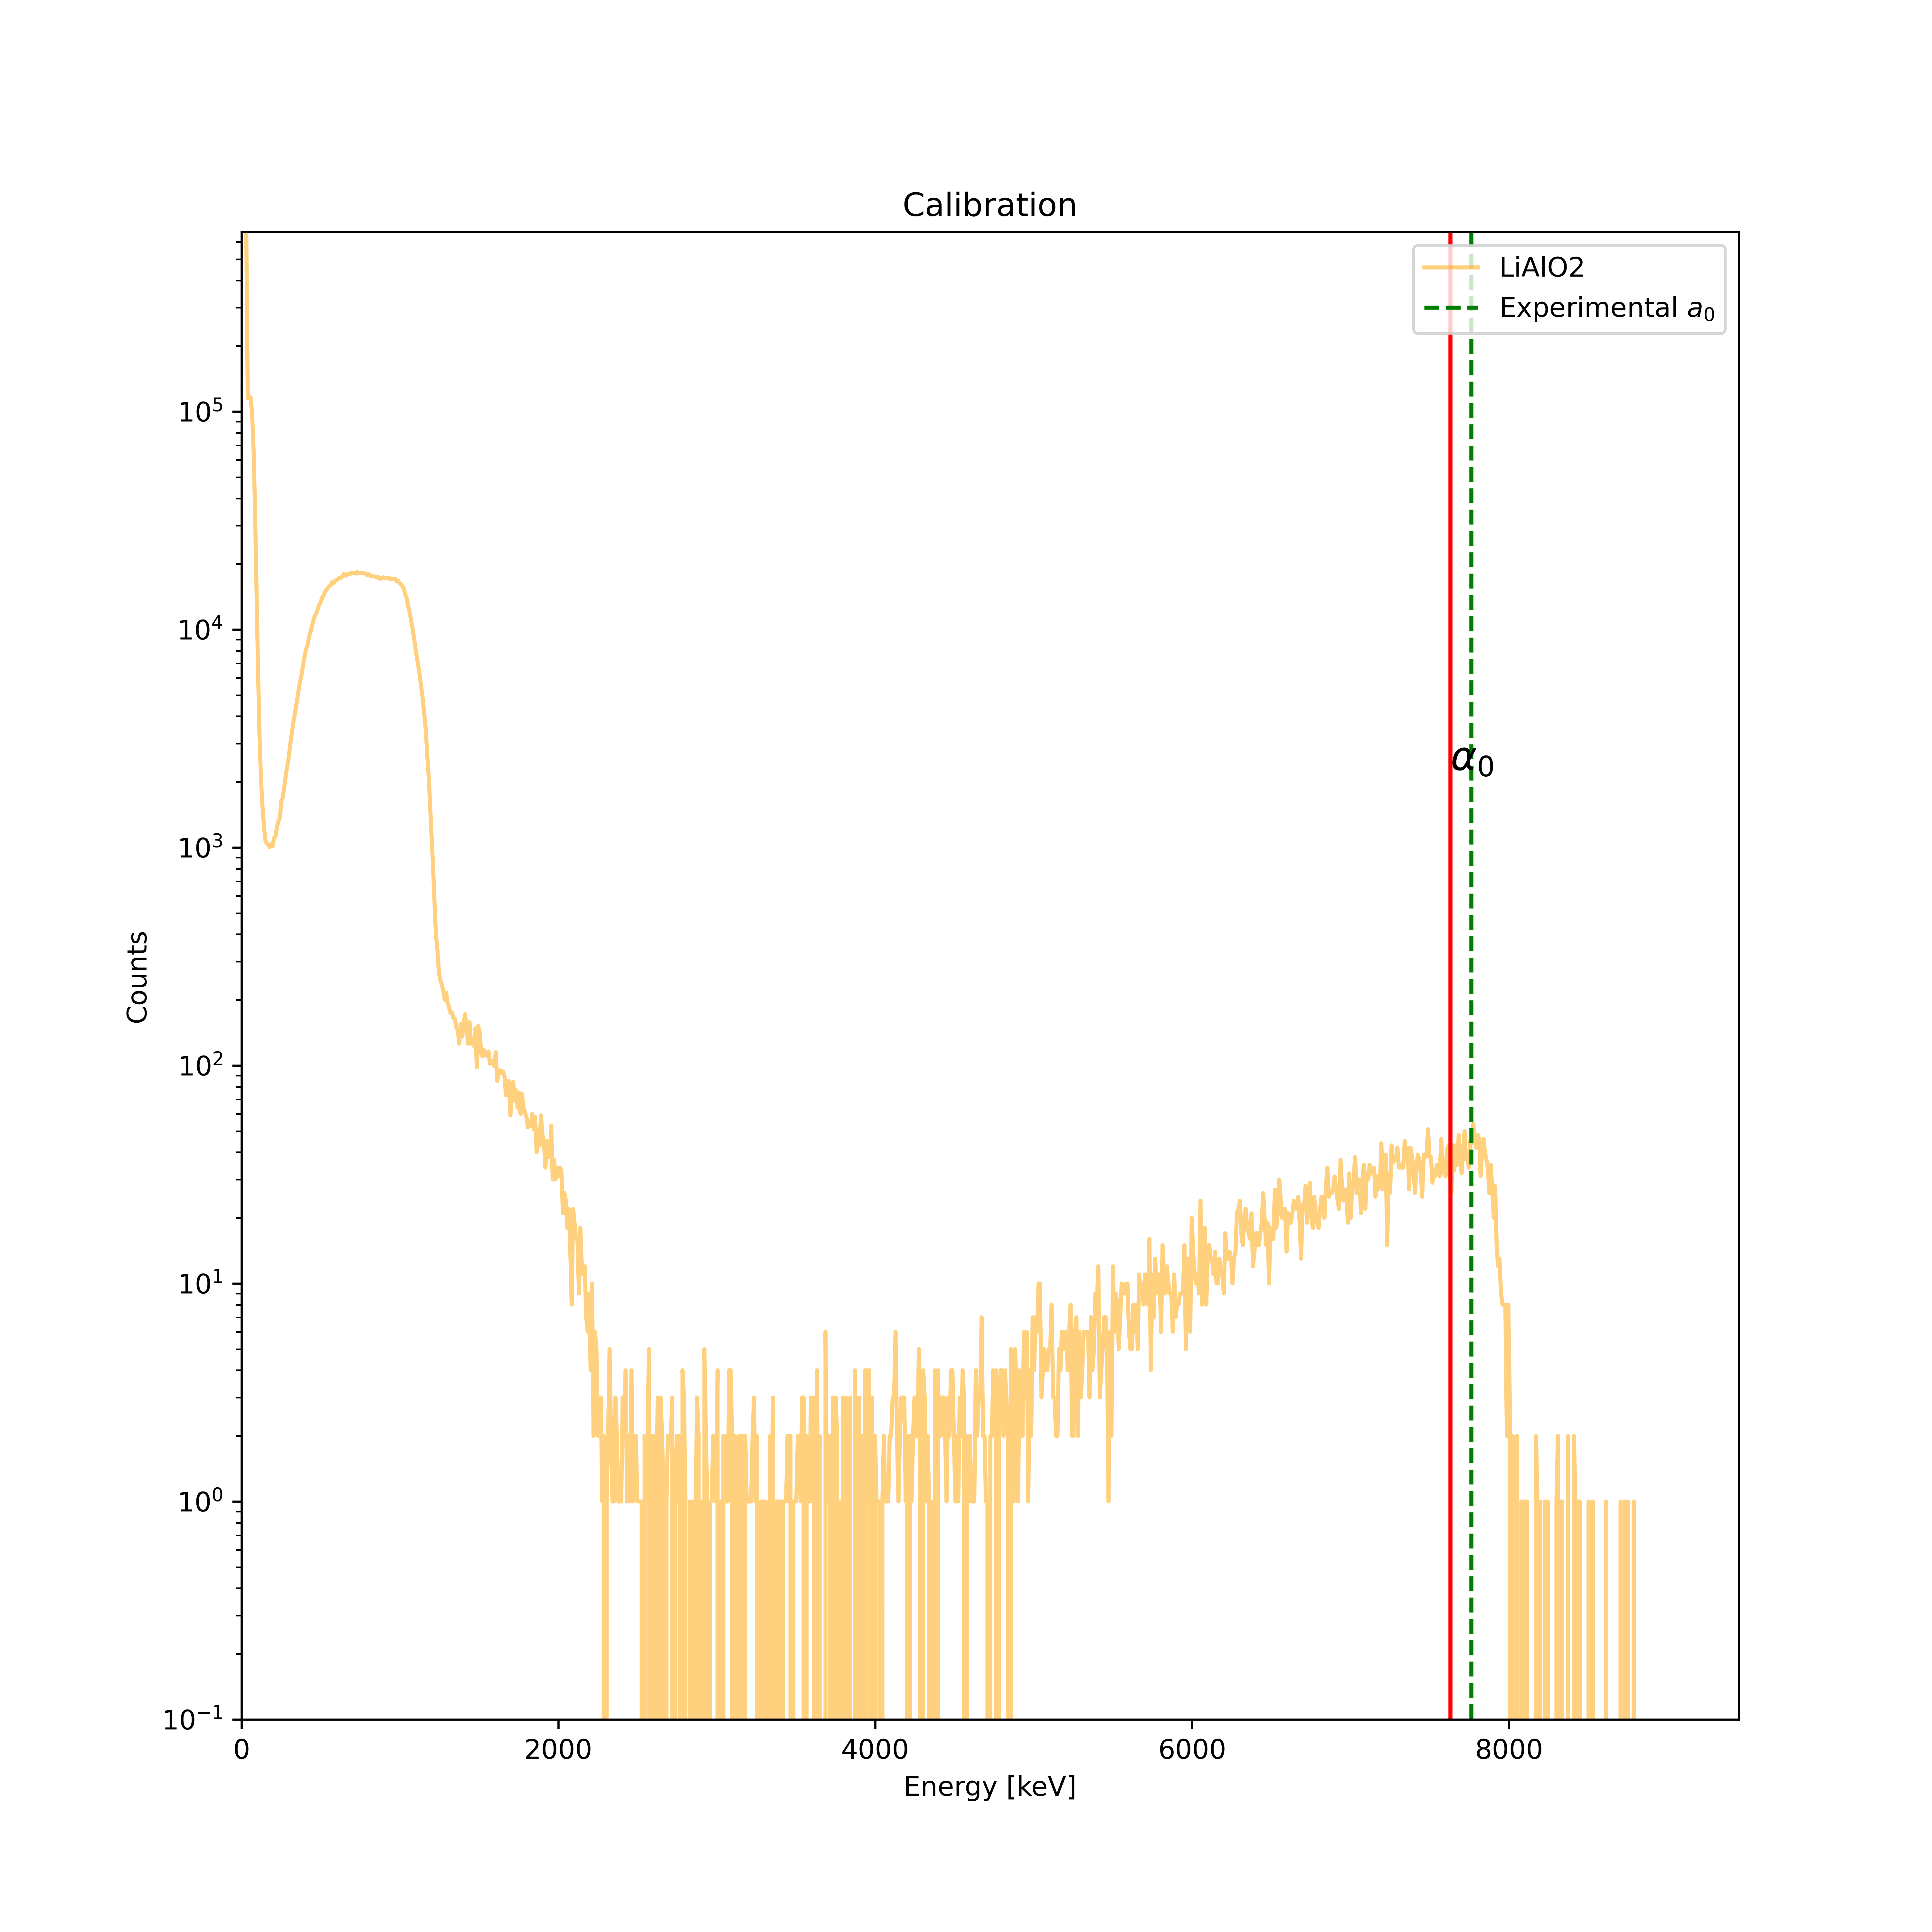 Calibration
LiAlO2
Experimental a₀
α₀
Counts
10⁵
10⁴
10³
10²
10¹
10⁰
10⁻¹
0 2000 4000 6000 8000
Energy [keV]